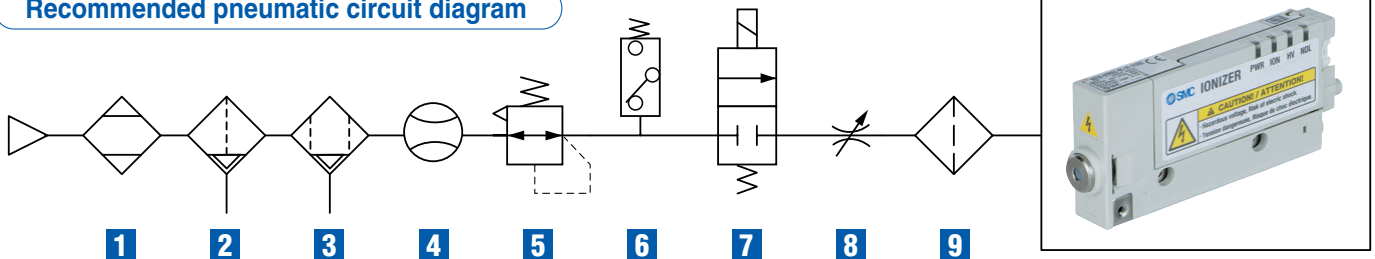 Recommended pneumatic circuit diagram
PWR ION HV NDL
SMC IONIZER
CAUTION! / ATTENTION!
Hazardous voltage. Risk of electric shock.
Tension dangereuse. Risque de choc électrique.
1 2 3 4 5 6 7 8 9